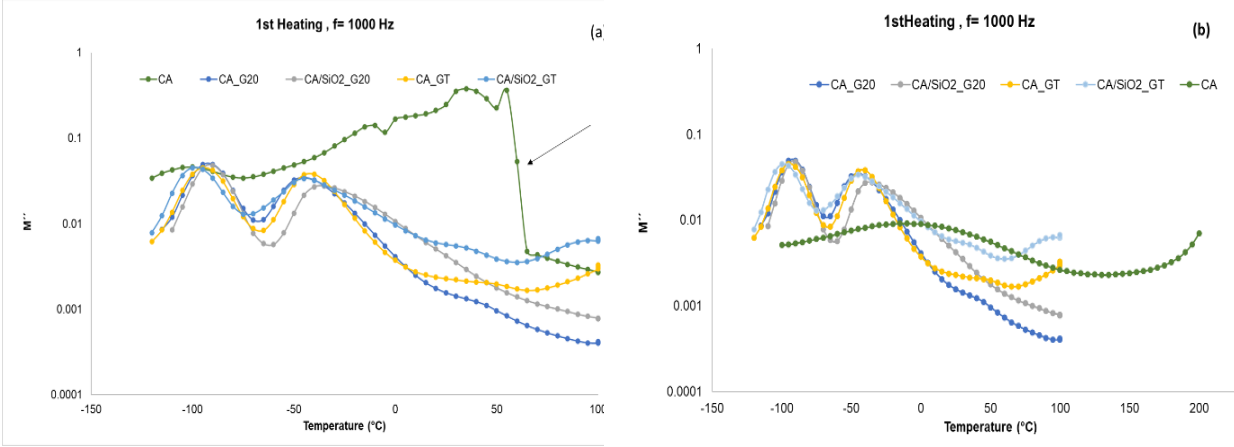 1st Heating , f= 1000 Hz
(a)
CA CA_G20 CA/SiO2_G20 CA_GT CA/SiO2_GT
1
0.1
0.01
0.001
0.0001
M´´
-150 -100 -50 0 50 100
Temperature (°C)
1stHeating , f= 1000 Hz
(b)
CA_G20 CA/SiO2_G20 CA_GT CA/SiO2_GT CA
1
0.1
0.01
0.001
0.0001
M´´
-150 -100 -50 0 50 100 150 200
Temperature (°C)